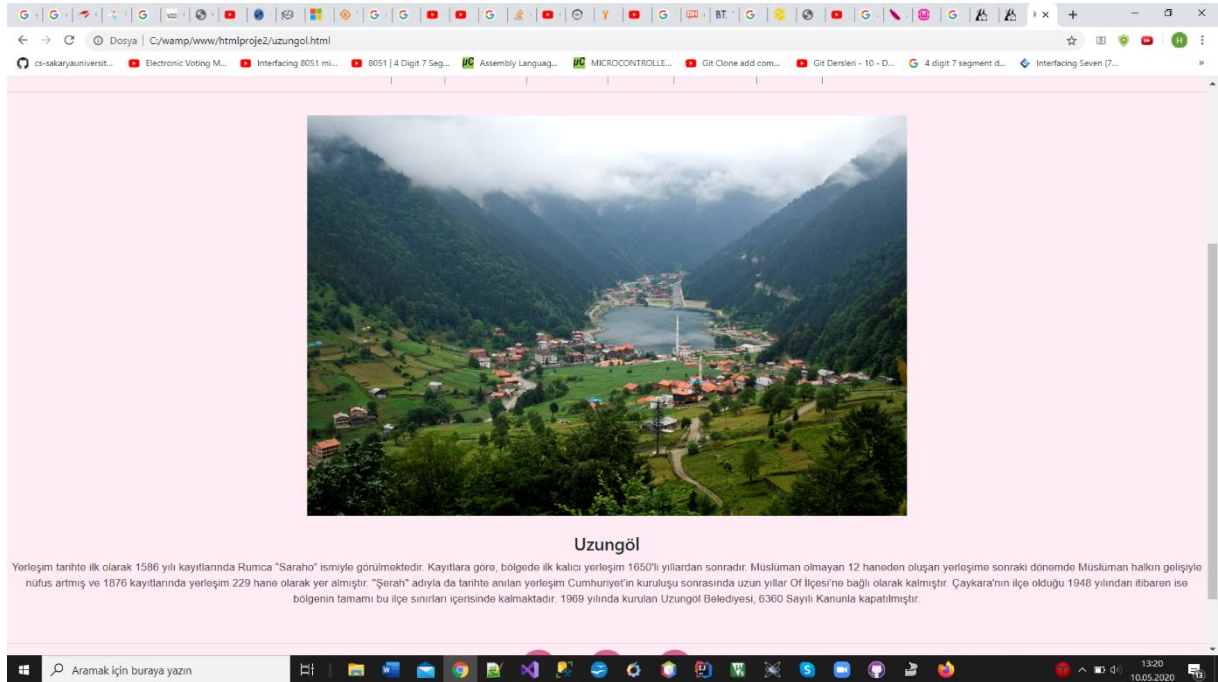 Dosya | C:/wamp/www/htmlproje2/uzungol.html
cs-sakaryauniversit... Electronic Voting M... Interfacing 8051 mi... 8051 | 4 Digit 7 Seg... Assembly Languag... MICROCONTROLLE... Git Clone add com... Git Dersleri - 10 - D... 4 digit 7 segment d... Interfacing Seven (7...
Uzungöl
Yerleşim tarihte ilk olarak 1586 yılı kayıtlarında Rumca “Saraho” ismiyle görülmektedir. Kayıtlara göre, bölgede ilk kalıcı yerleşim 1650'li yıllardan sonradır. Müslüman olmayan 12 haneden oluşan yerleşime sonraki dönemde Müslüman halkın gelişiyle
nüfus artmış ve 1876 kayıtlarında yerleşim 229 hane olarak yer almıştır. "Şerah" adıyla da tarihte anılan yerleşim Cumhuriyet'in kuruluşu sonrasında uzun yıllar Of İlçesi'ne bağlı olarak kalmıştır. Çaykara'nın ilçe olduğu 1948 yılından itibaren ise
bölgenin tamamı bu ilçe sınırları içerisinde kalmaktadır. 1969 yılında kurulan Uzungöl Belediyesi, 6360 Sayılı Kanunla kapatılmıştır.
Aramak için buraya yazın
13:20
10.05.2020